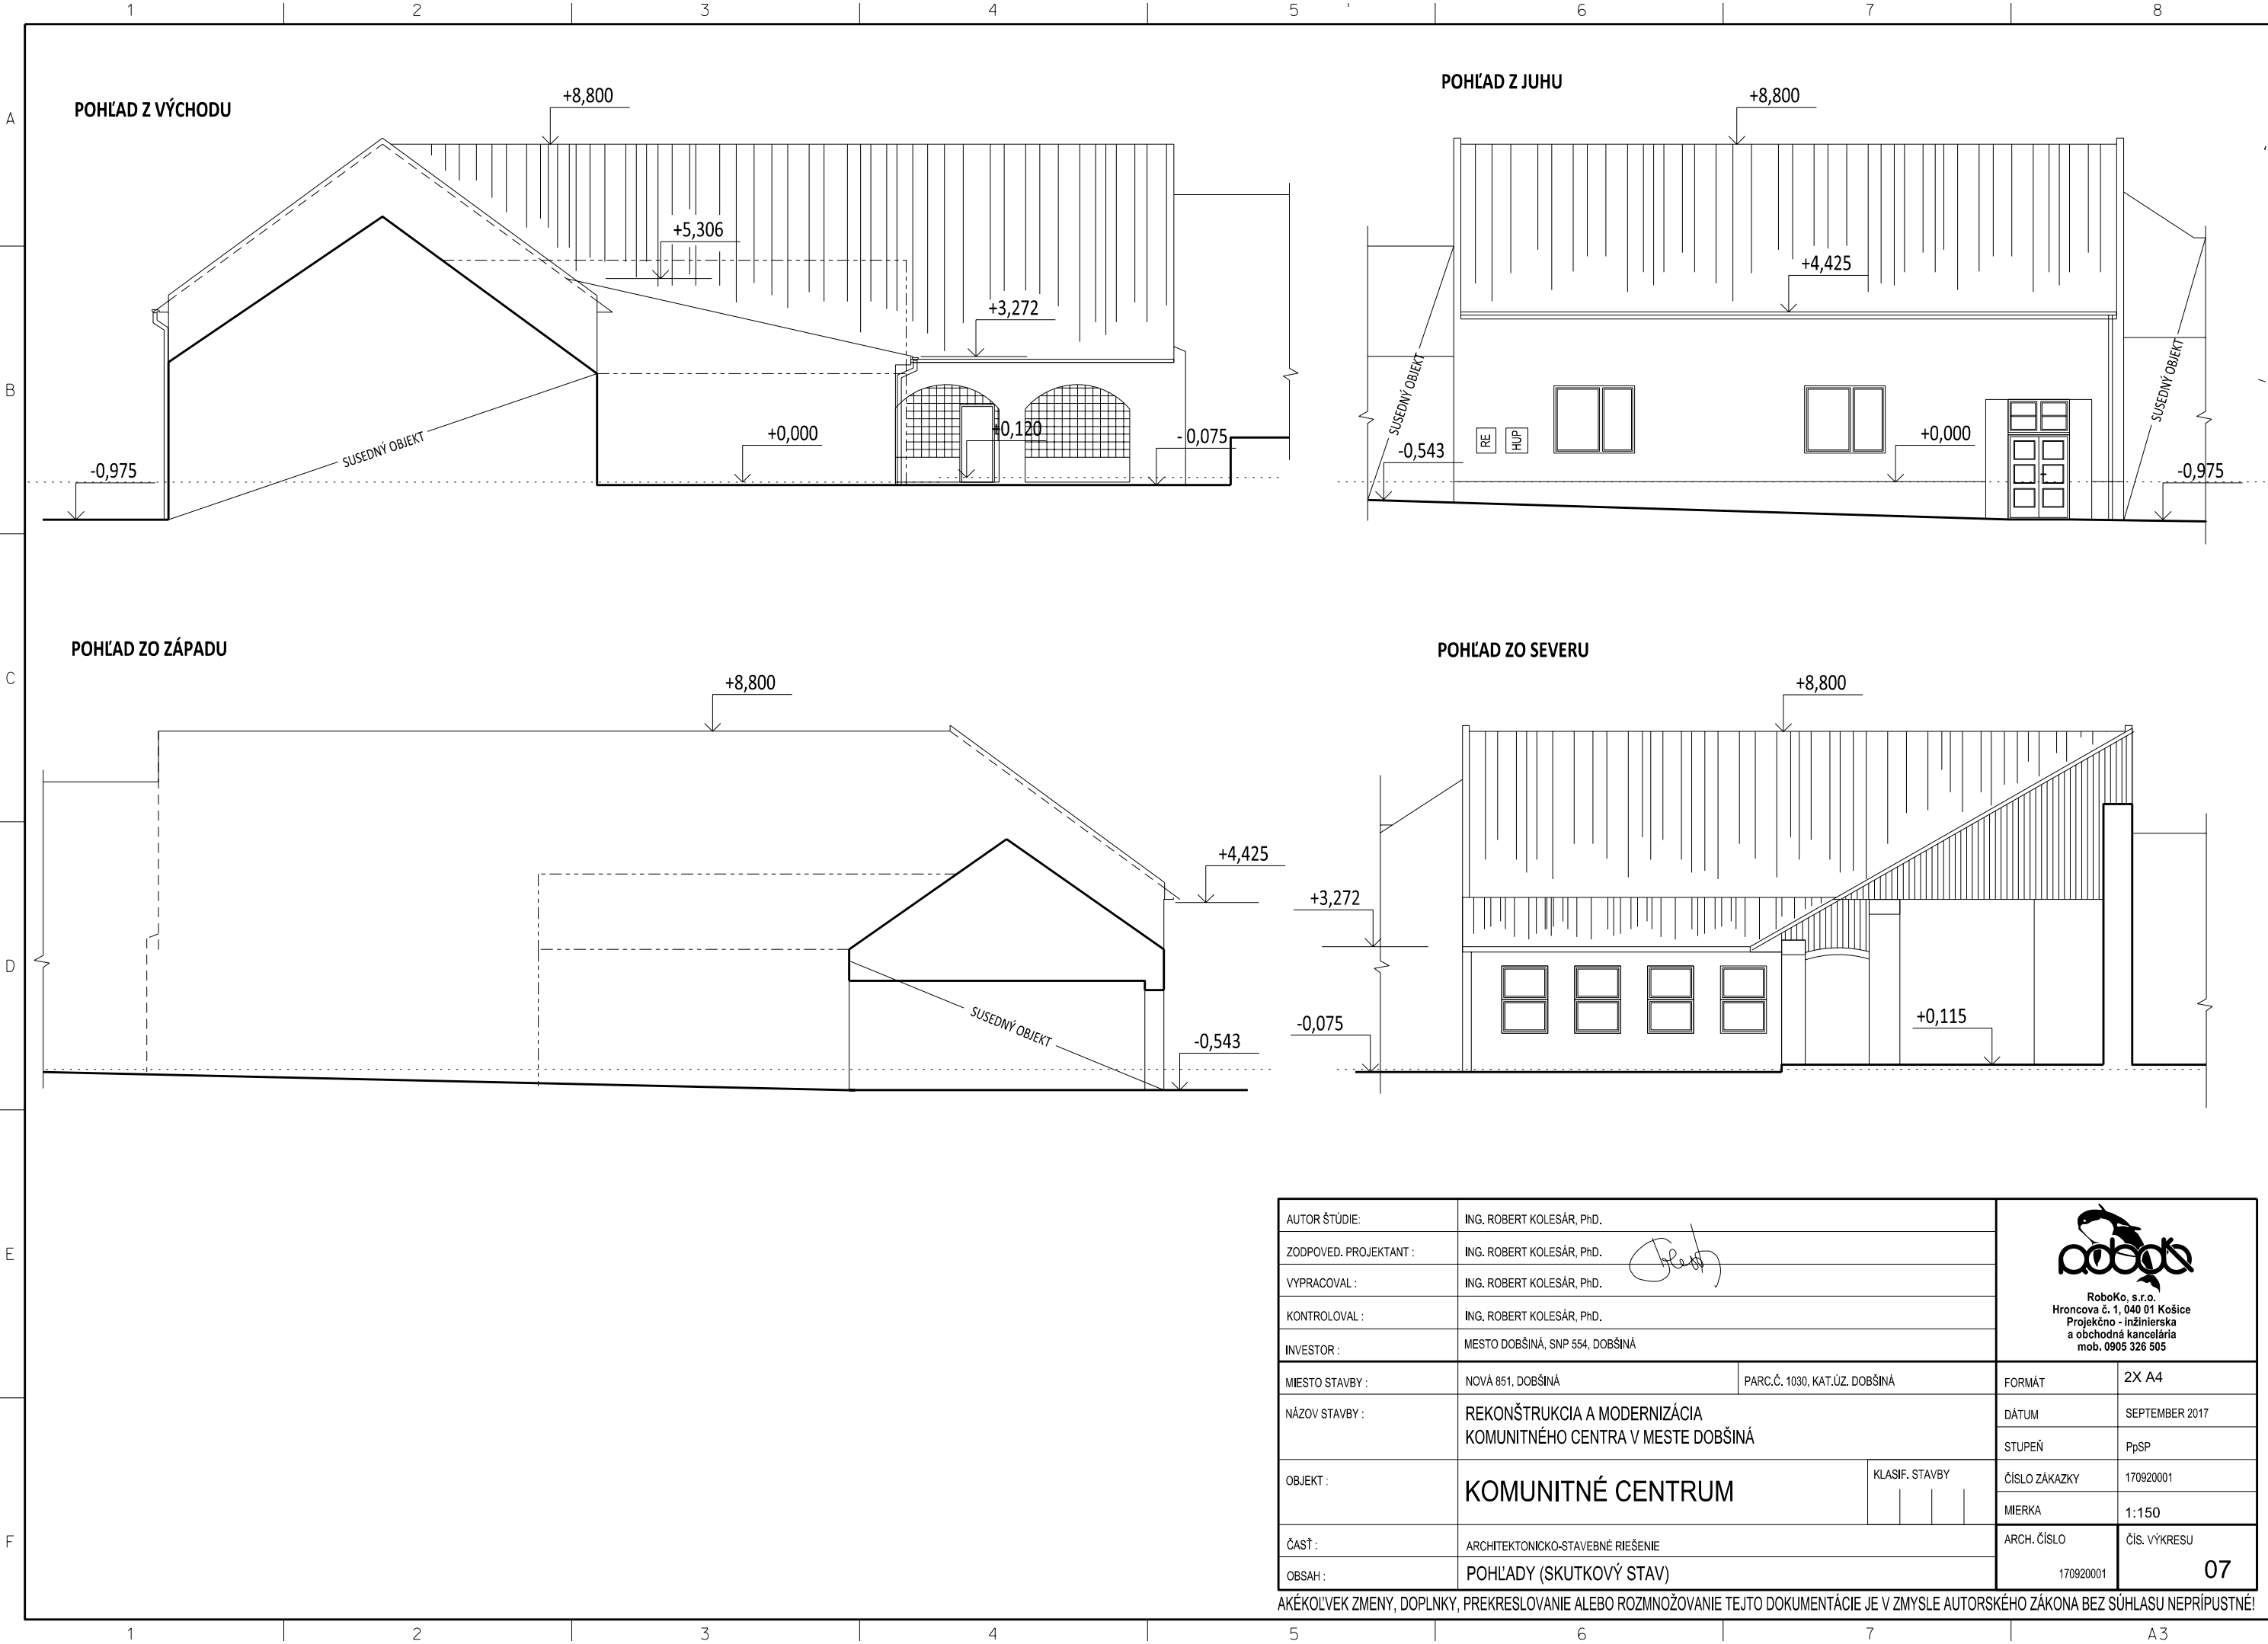 1 2 3 4 5 6 7 8
A
B
C
D
E
F
POHĽAD Z VÝCHODU
+8,800
+5,306
+3,272
+0,000
+0,120
-0,075
-0,975
SUSEDNÝ OBJEKT
POHĽAD Z JUHU
+8,800
+4,425
SUSEDNÝ OBJEKT
SUSEDNÝ OBJEKT
RE
HUP
+0,000
-0,543
-0,975
POHĽAD ZO ZÁPADU
+8,800
+4,425
SUSEDNÝ OBJEKT
-0,543
POHĽAD ZO SEVERU
+8,800
+3,272
-0,075
+0,115
AUTOR ŠTÚDIE: ING. ROBERT KOLESÁR, PhD.
ZODPOVED. PROJEKTANT : ING. ROBERT KOLESÁR, PhD.
VYPRACOVAL : ING. ROBERT KOLESÁR, PhD.
KONTROLOVAL : ING. ROBERT KOLESÁR, PhD.
INVESTOR : MESTO DOBŠINÁ, SNP 554, DOBŠINÁ
roboko
RoboKo, s.r.o.
Hroncova č. 1, 040 01 Košice
Projekčno - inžinierska
a obchodná kancelária
mob. 0905 326 505
MIESTO STAVBY : NOVÁ 851, DOBŠINÁ PARC.Č. 1030, KAT.ÚZ. DOBŠINÁ
FORMÁT 2X A4
NÁZOV STAVBY : REKONŠTRUKCIA A MODERNIZÁCIA
KOMUNITNÉHO CENTRA V MESTE DOBŠINÁ
DÁTUM SEPTEMBER 2017
STUPEŇ PpSP
OBJEKT : KOMUNITNÉ CENTRUM
KLASIF. STAVBY
ČÍSLO ZÁKAZKY 170920001
MIERKA 1:150
ČASŤ : ARCHITEKTONICKO-STAVEBNÉ RIEŠENIE
OBSAH : POHĽADY (SKUTKOVÝ STAV)
ARCH. ČÍSLO
170920001
ČÍS. VÝKRESU
07
AKÉKOĽVEK ZMENY, DOPLNKY, PREKRESLOVANIE ALEBO ROZMNOŽOVANIE TEJTO DOKUMENTÁCIE JE V ZMYSLE AUTORSKÉHO ZÁKONA BEZ SÚHLASU NEPRÍPUSTNÉ!
1 2 3 4 5 6 7 A3